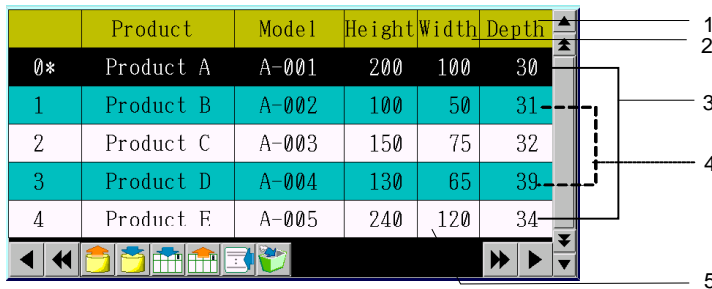 Product Model Height Width Depth 1
2
0* Product A A-001 200 100 30
3
1 Product B A-002 100 50 31
2 Product C A-003 150 75 32
4
3 Product D A-004 130 65 39
4 Product E A-005 240 120 34
5